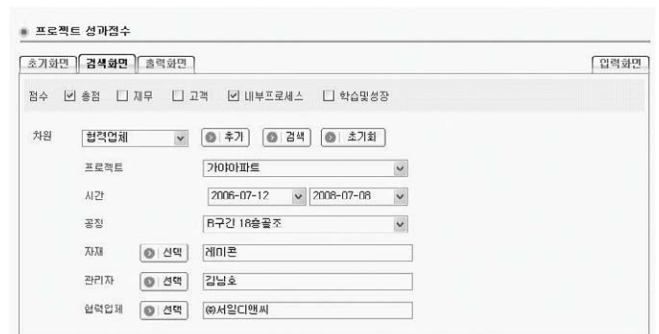 프로젝트 성과점수
초기화면 검색화면 출력화면 입력화면
점수 총점 재무 고객 내부프로세스 학습및성장
차원 협력업체 추가 검색 초기화
프로젝트 가야아파트
시간 2006-07-12 2008-07-08
공정 B구간 18층골조
자재 선택 레미콘
관리자 선택 김남호
협력업체 선택 ㈜서일디앤씨